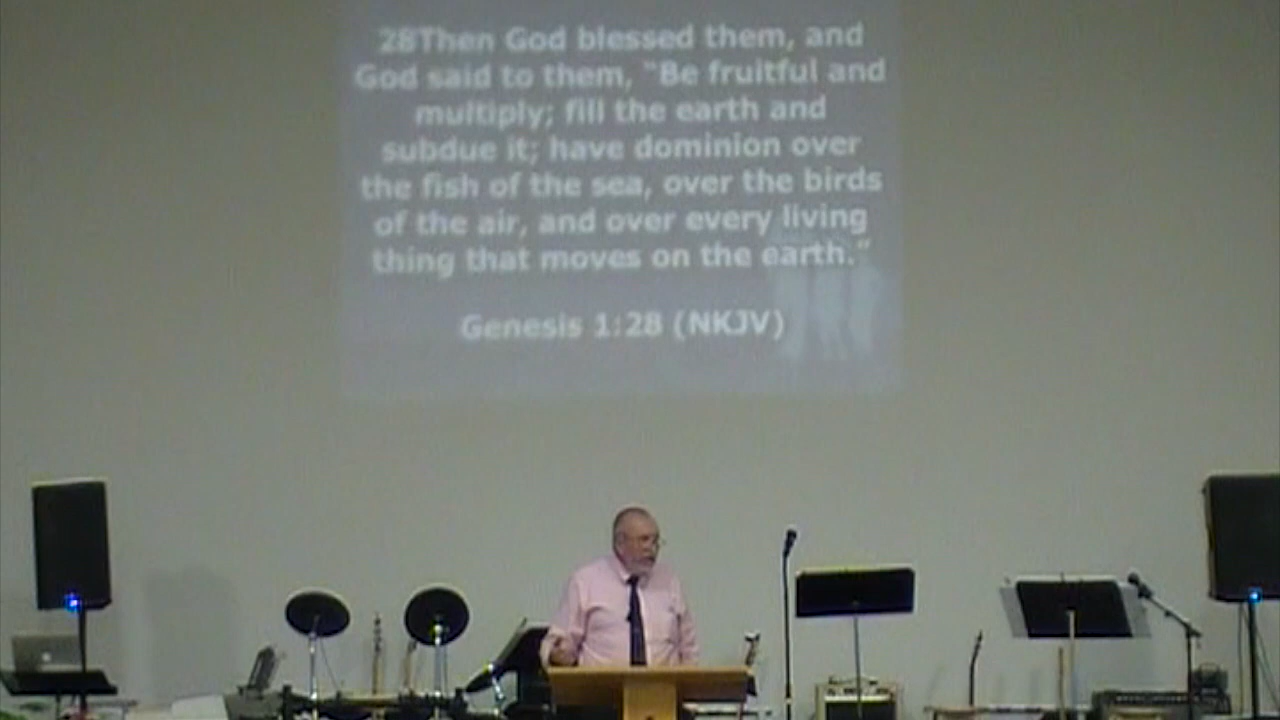 28Then God blessed them, and
God said to them, “Be fruitful and
multiply; fill the earth and
subdue it; have dominion over
the fish of the sea, over the birds
of the air, and over every living
thing that moves on the earth.”
Genesis 1:28 (NKJV)